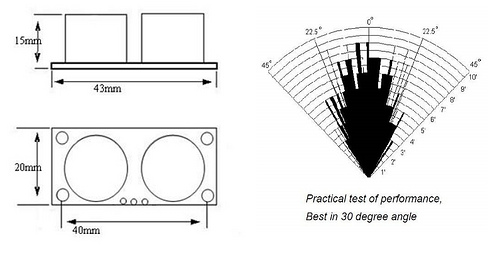 15mm
43mm
20mm
40mm
0°
22.5°
22.5°
45°
45°
10'
9'
8'
7'
6'
5'
4'
3'
2'
1'
Practical test of performance,
Best in 30 degree angle